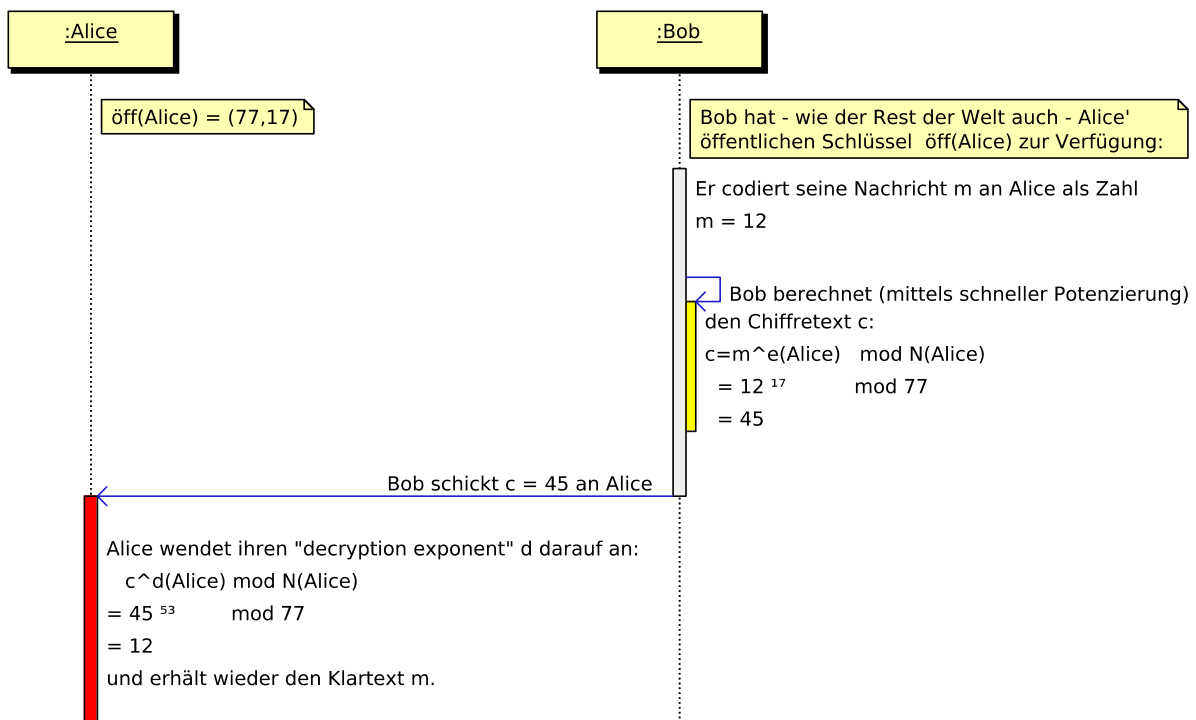 :Alice
:Bob
öff(Alice) = (77,17)
Bob hat - wie der Rest der Welt auch - Alice'
öffentlichen Schlüssel  öff(Alice) zur Verfügung:
Er codiert seine Nachricht m an Alice als Zahl
m = 12
Bob berechnet (mittels schneller Potenzierung)
den Chiffretext c:
c=m^e(Alice)   mod N(Alice)
= 12 ¹⁷           mod 77
= 45
Bob schickt c = 45 an Alice
Alice wendet ihren "decryption exponent" d darauf an:
c^d(Alice) mod N(Alice)
= 45 ⁵³         mod 77
= 12
und erhält wieder den Klartext m.